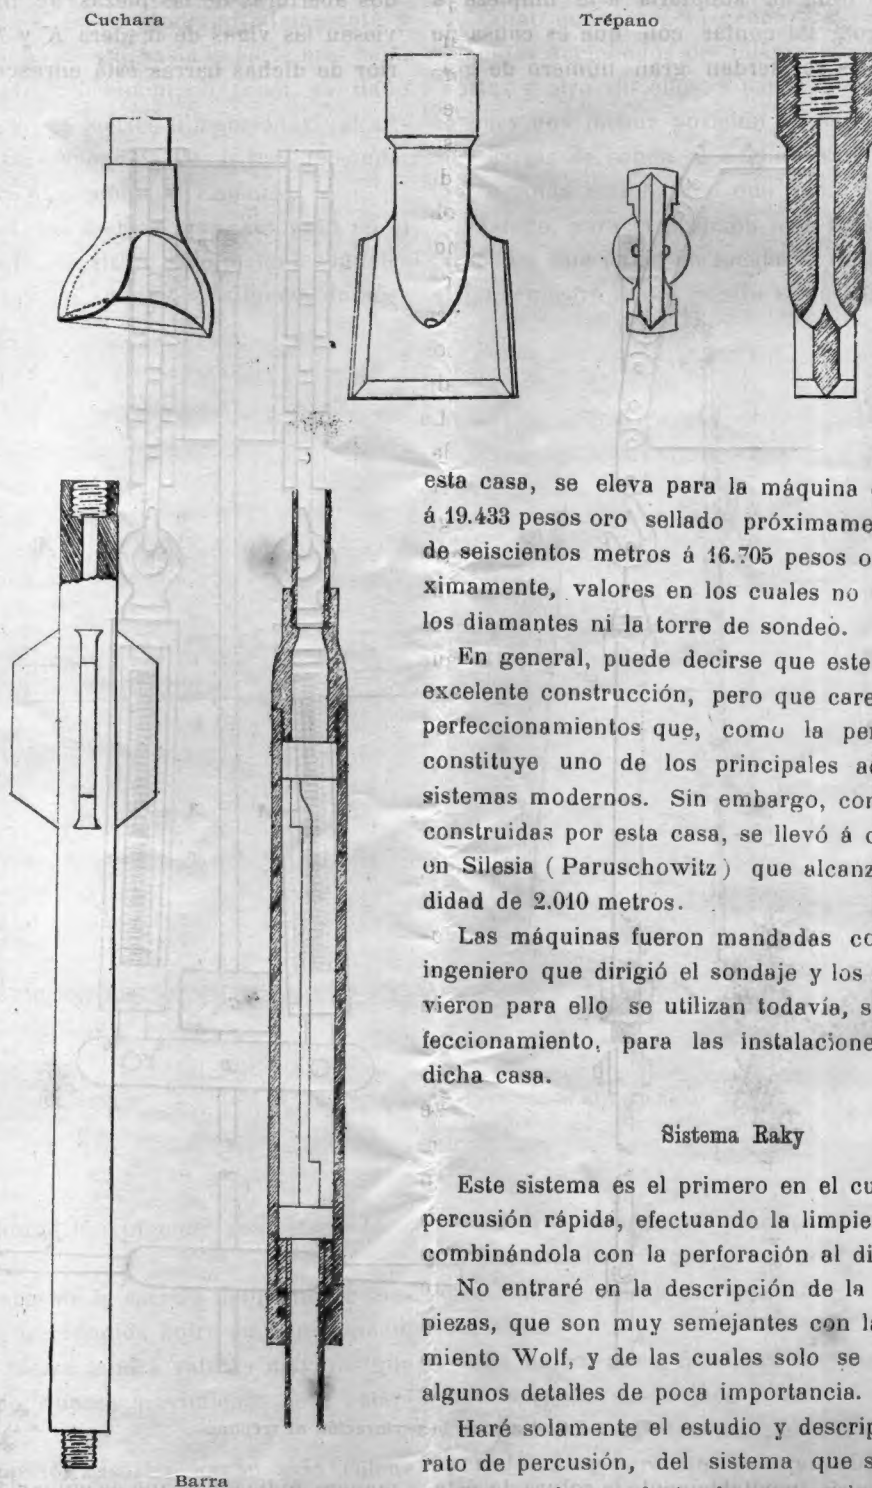 Cuchara
Trépano
esta casa, se eleva para la máquina
á 19.433 pesos oro sellado próximame
de seiscientos metros á 16.705 pesos o
ximamente, valores en los cuales no
los diamantes ni la torre de sondeo.
En general, puede decirse que este
excelente construcción, pero que care
perfeccionamientos que, como la per
constituye uno de los principales ad
sistemas modernos. Sin embargo, con
construidas por esta casa, se llevó á c
en Silesia ( Paruschowitz ) que alcanz
didad de 2.010 metros.
Las máquinas fueron mandadas co
ingeniero que dirigió el sondaje y los
vieron para ello se utilizan todavía, s
feccionamiento, para las instalacione
dicha casa.
Sistema Raky
Este sistema es el primero en el cu
percusión rápida, efectuando la limpie
combinándola con la perforación al di
No entraré en la descripción de la
piezas, que son muy semejantes con la
miento Wolf, y de las cuales solo se
algunos detalles de poca importancia.
Haré solamente el estudio y descrip
rato de percusión, del sistema que s
Barra